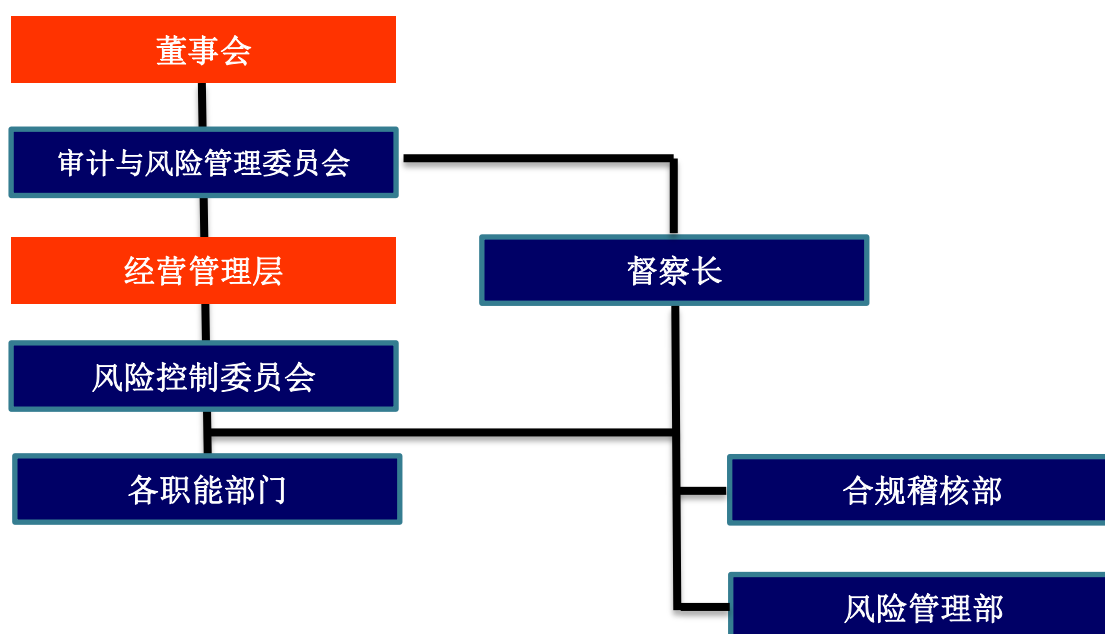 董事会
审计与风险管理委员会
经营管理层
督察长
风险控制委员会
各职能部门
合规稽核部
风险管理部